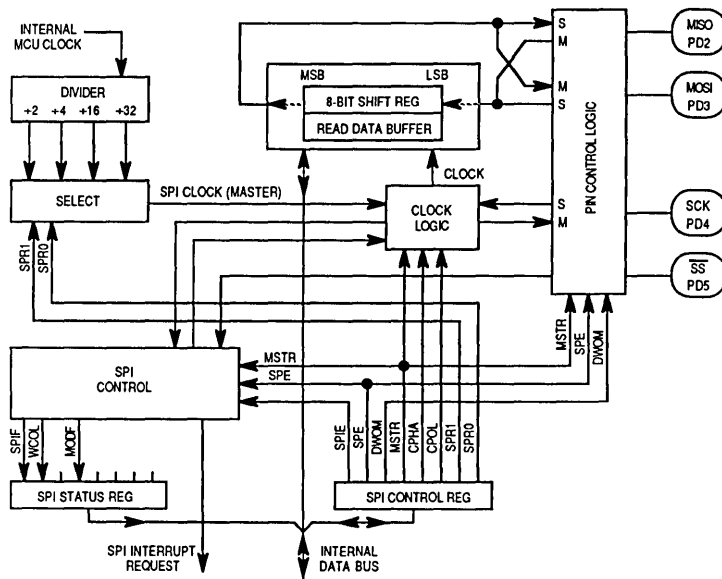 INTERNAL
MCU CLOCK
DIVIDER
÷2 ÷4 ÷16 ÷32
SELECT
SPR1
SPR0
SPI CLOCK (MASTER)
MSB LSB
8-BIT SHIFT REG
READ DATA BUFFER
CLOCK
CLOCK
LOGIC
S
M
M
S
S
M
PIN CONTROL LOGIC
MISO
PD2
MOSI
PD3
SCK
PD4
SS
PD5
MSTR
SPE
DWOM
SPI
CONTROL
MSTR
SPE
SPIF
WCOL
MODF
SPI STATUS REG
SPIE
SPE
DWOM
MSTR
CPHA
CPOL
SPR1
SPR0
SPI CONTROL REG
SPI INTERRUPT
REQUEST
INTERNAL
DATA BUS